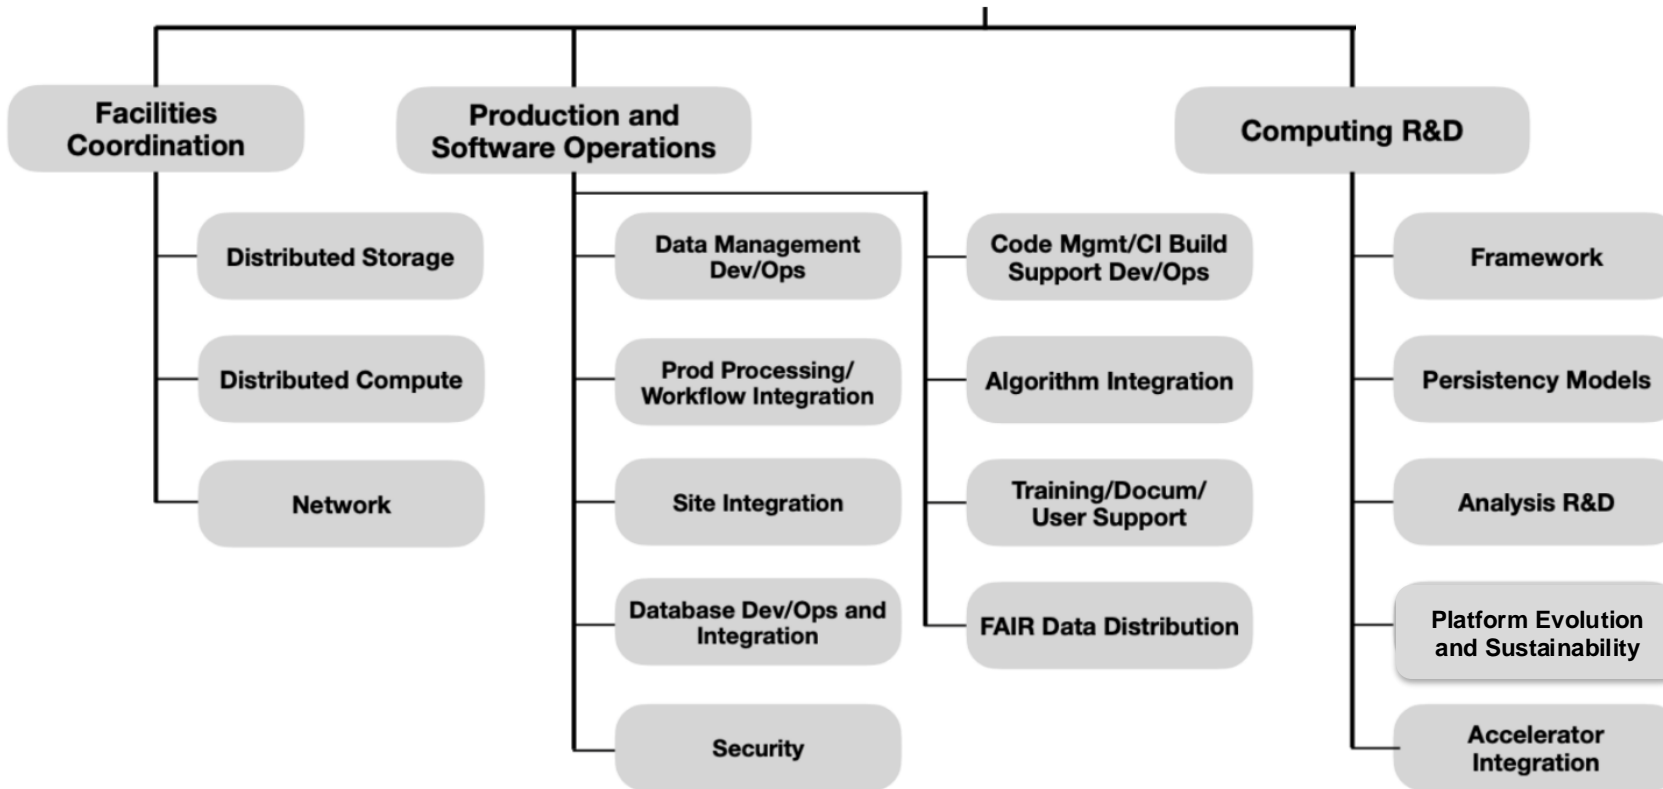 Facilities
Coordination
Production and
Software Operations
Computing R&D
Distributed Storage
Distributed Compute
Network
Data Management
Dev/Ops
Prod Processing/
Workflow Integration
Site Integration
Database Dev/Ops and
Integration
Security
Code Mgmt/CI Build
Support Dev/Ops
Algorithm Integration
Training/Docum/
User Support
FAIR Data Distribution
Framework
Persistency Models
Analysis R&D
Platform Evolution
and Sustainability
Accelerator
Integration